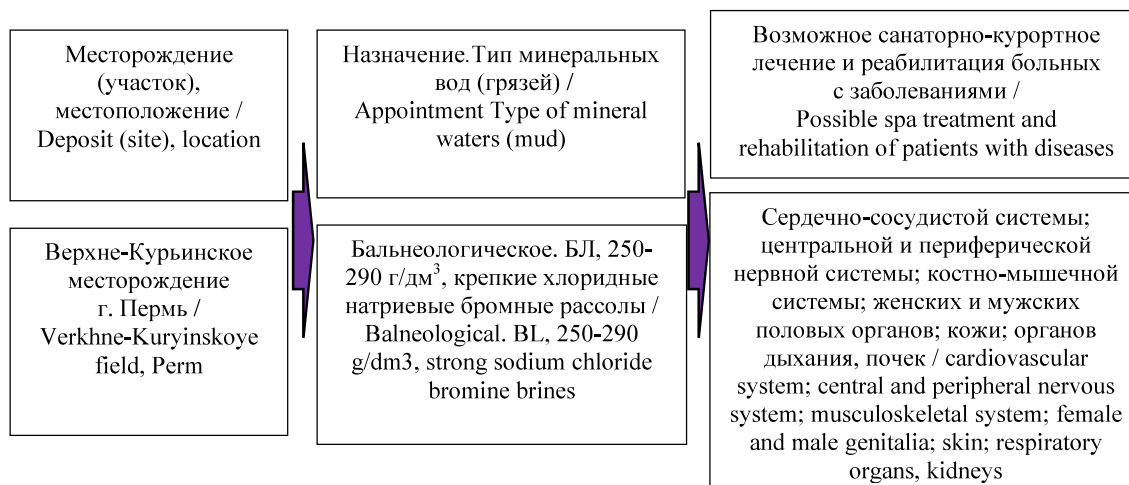 Месторождение
(участок),
местоположение /
Deposit (site), location
Назначение.Тип минеральных
вод (грязей) /
Appointment Type of mineral
waters (mud)
Возможное санаторно-курортное
лечение и реабилитация больных
с заболеваниями /
Possible spa treatment and
rehabilitation of patients with diseases
Верхне-Курьинское
месторождение
г. Пермь /
Verkhne-Kuryinskoye
field, Perm
Бальнеологическое. БЛ, 250-
290 г/дм³, крепкие хлоридные
натриевые бромные рассолы /
Balneological. BL, 250-290
g/dm3, strong sodium chloride
bromine brines
Сердечно-сосудистой системы;
центральной и периферической
нервной системы; костно-мышечной
системы; женских и мужских
половых органов; кожи; органов
дыхания, почек / cardiovascular
system; central and peripheral nervous
system; musculoskeletal system; female
and male genitalia; skin; respiratory
organs, kidneys